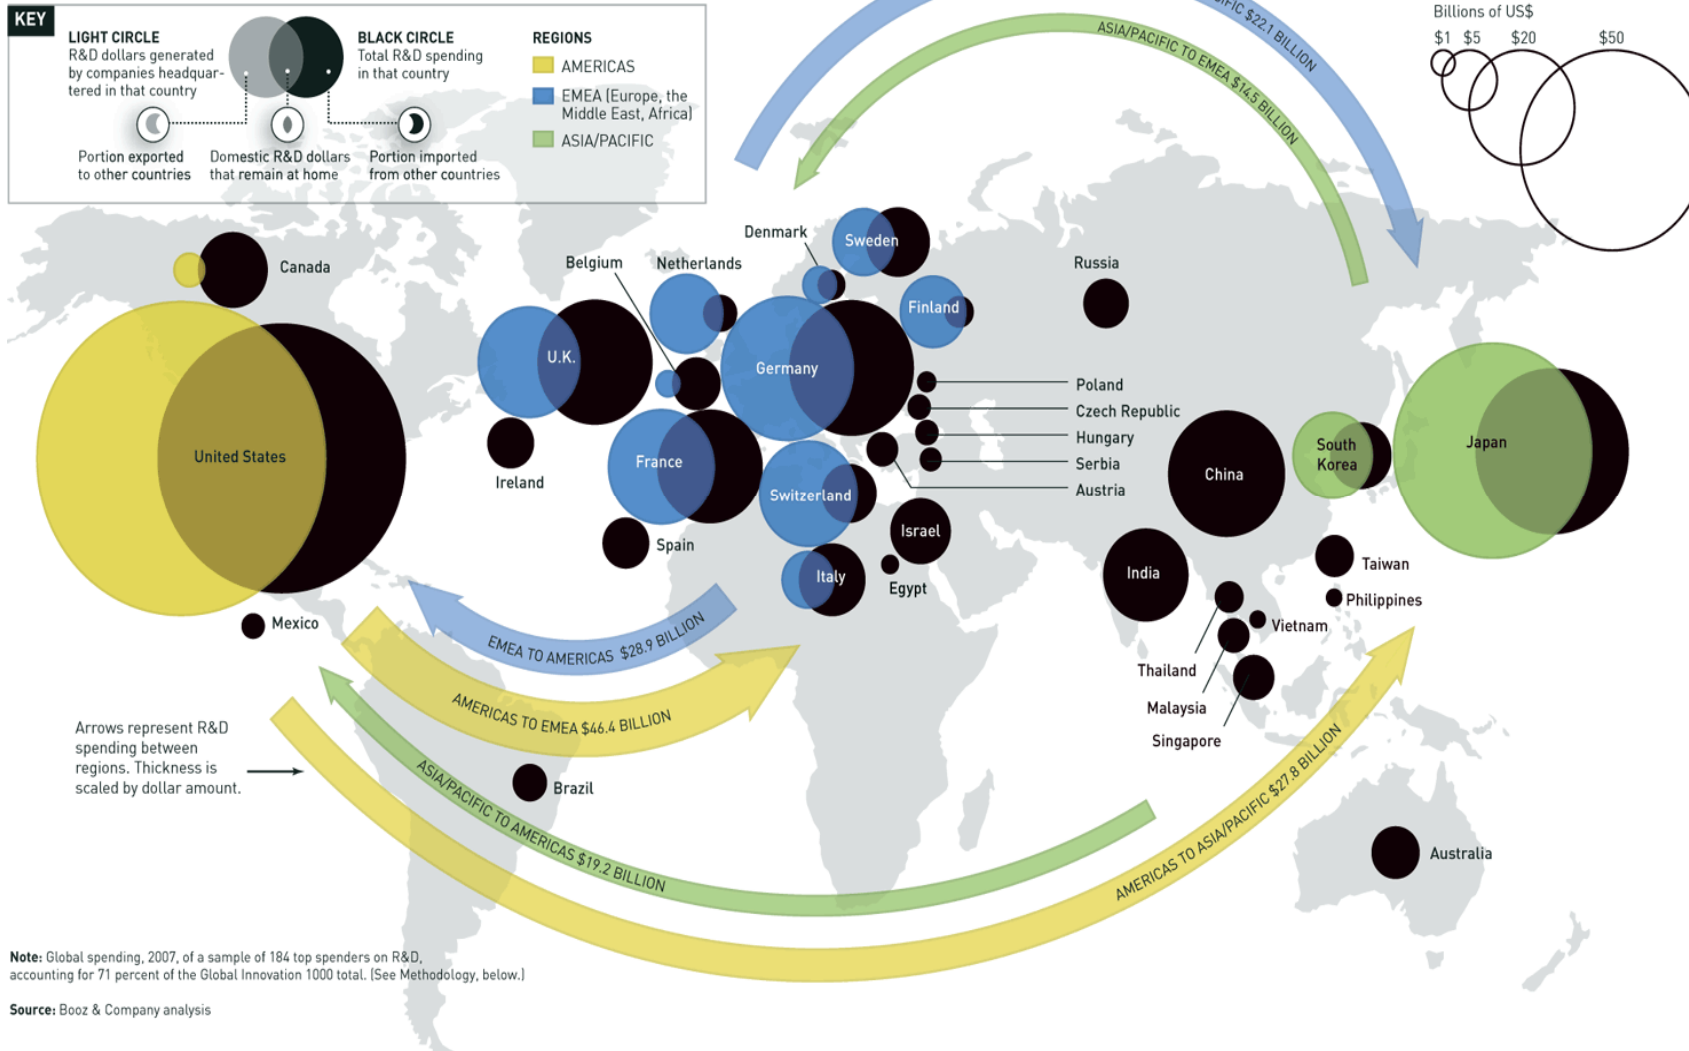 KEY
LIGHT CIRCLE
R&D dollars generated
by companies headquar-
tered in that country
BLACK CIRCLE
Total R&D spending
in that country
Portion exported
to other countries
Domestic R&D dollars
that remain at home
Portion imported
from other countries
REGIONS
AMERICAS
EMEA (Europe, the
Middle East, Africa)
ASIA/PACIFIC
$22.1 BILLION
ASIA/PACIFIC TO EMEA $14.5 BILLION
Billions of US$
$1 $5 $20 $50
Canada
United States
Mexico
Belgium
Netherlands
Denmark
Sweden
Finland
Russia
U.K.
Germany
Ireland
France
Switzerland
Spain
Italy
Israel
Egypt
Poland
Czech Republic
Hungary
Serbia
Austria
China
South
Korea
Japan
India
Taiwan
Philippines
Vietnam
Thailand
Malaysia
Singapore
EMEA TO AMERICAS $28.9 BILLION
AMERICAS TO EMEA $46.4 BILLION
ASIA/PACIFIC TO AMERICAS $19.2 BILLION
AMERICAS TO ASIA/PACIFIC $27.8 BILLION
Arrows represent R&D
spending between
regions. Thickness is
scaled by dollar amount.
Brazil
Australia
Note: Global spending, 2007, of a sample of 184 top spenders on R&D,
accounting for 71 percent of the Global Innovation 1000 total. (See Methodology, below.)
Source: Booz & Company analysis